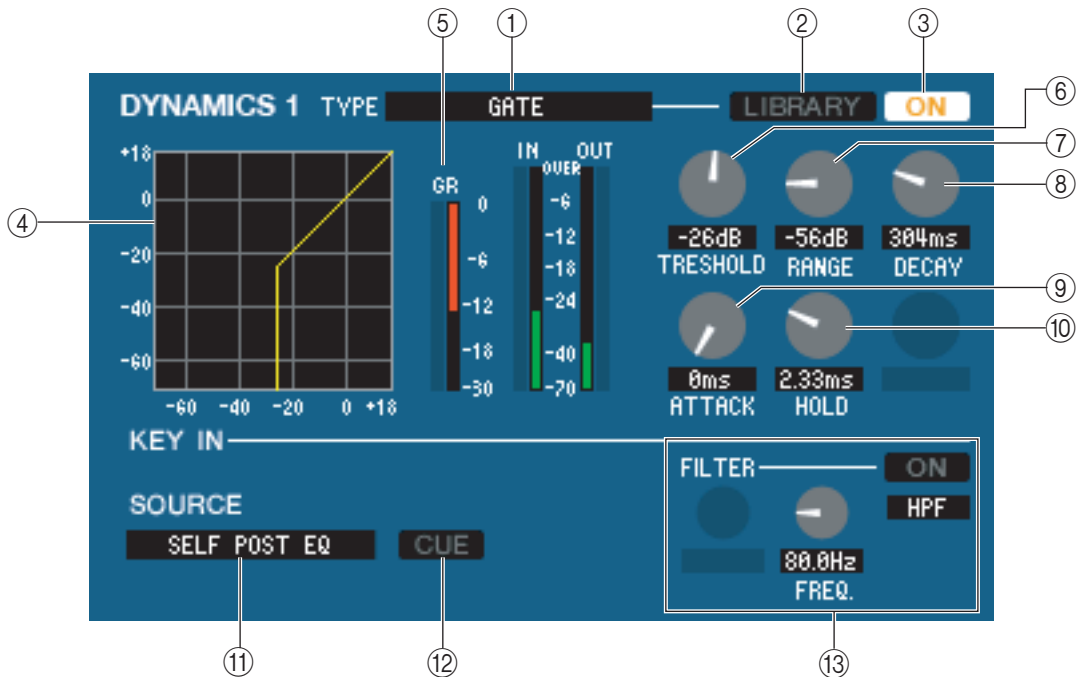 ⑤ ① ② ③
DYNAMICS 1 TYPE GATE LIBRARY ON
⑥
⑦
⑧
④
+18
0
-20
-40
-60
-60 -40 -20 0 +18
GR
0
-6
-12
-18
-30
IN OUT
OVER
-6
-12
-18
-24
-40
-70
-26dB -56dB 304ms
TRESHOLD RANGE DECAY
⑨
⑩
0ms 2.33ms
ATTACK HOLD
KEY IN
FILTER ON
HPF
SOURCE
SELF POST EQ CUE
80.0Hz
FREQ.
⑪ ⑫ ⑬